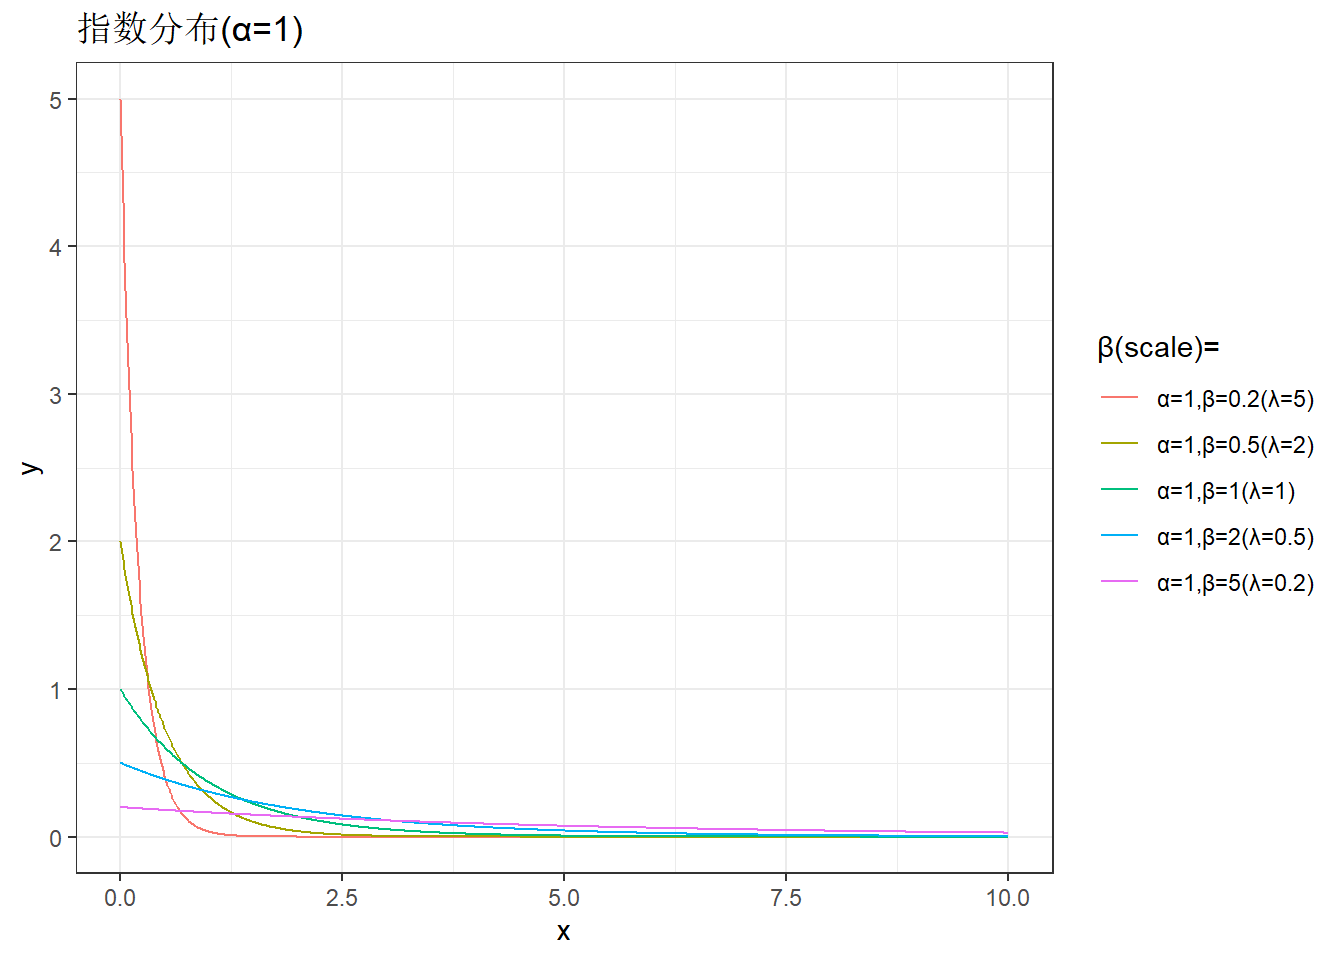 指数分布(α=1)
5
4
3
2
1
0
y
0.0 2.5 5.0 7.5 10.0
x
β(scale)=
α=1,β=0.2(λ=5)
α=1,β=0.5(λ=2)
α=1,β=1(λ=1)
α=1,β=2(λ=0.5)
α=1,β=5(λ=0.2)